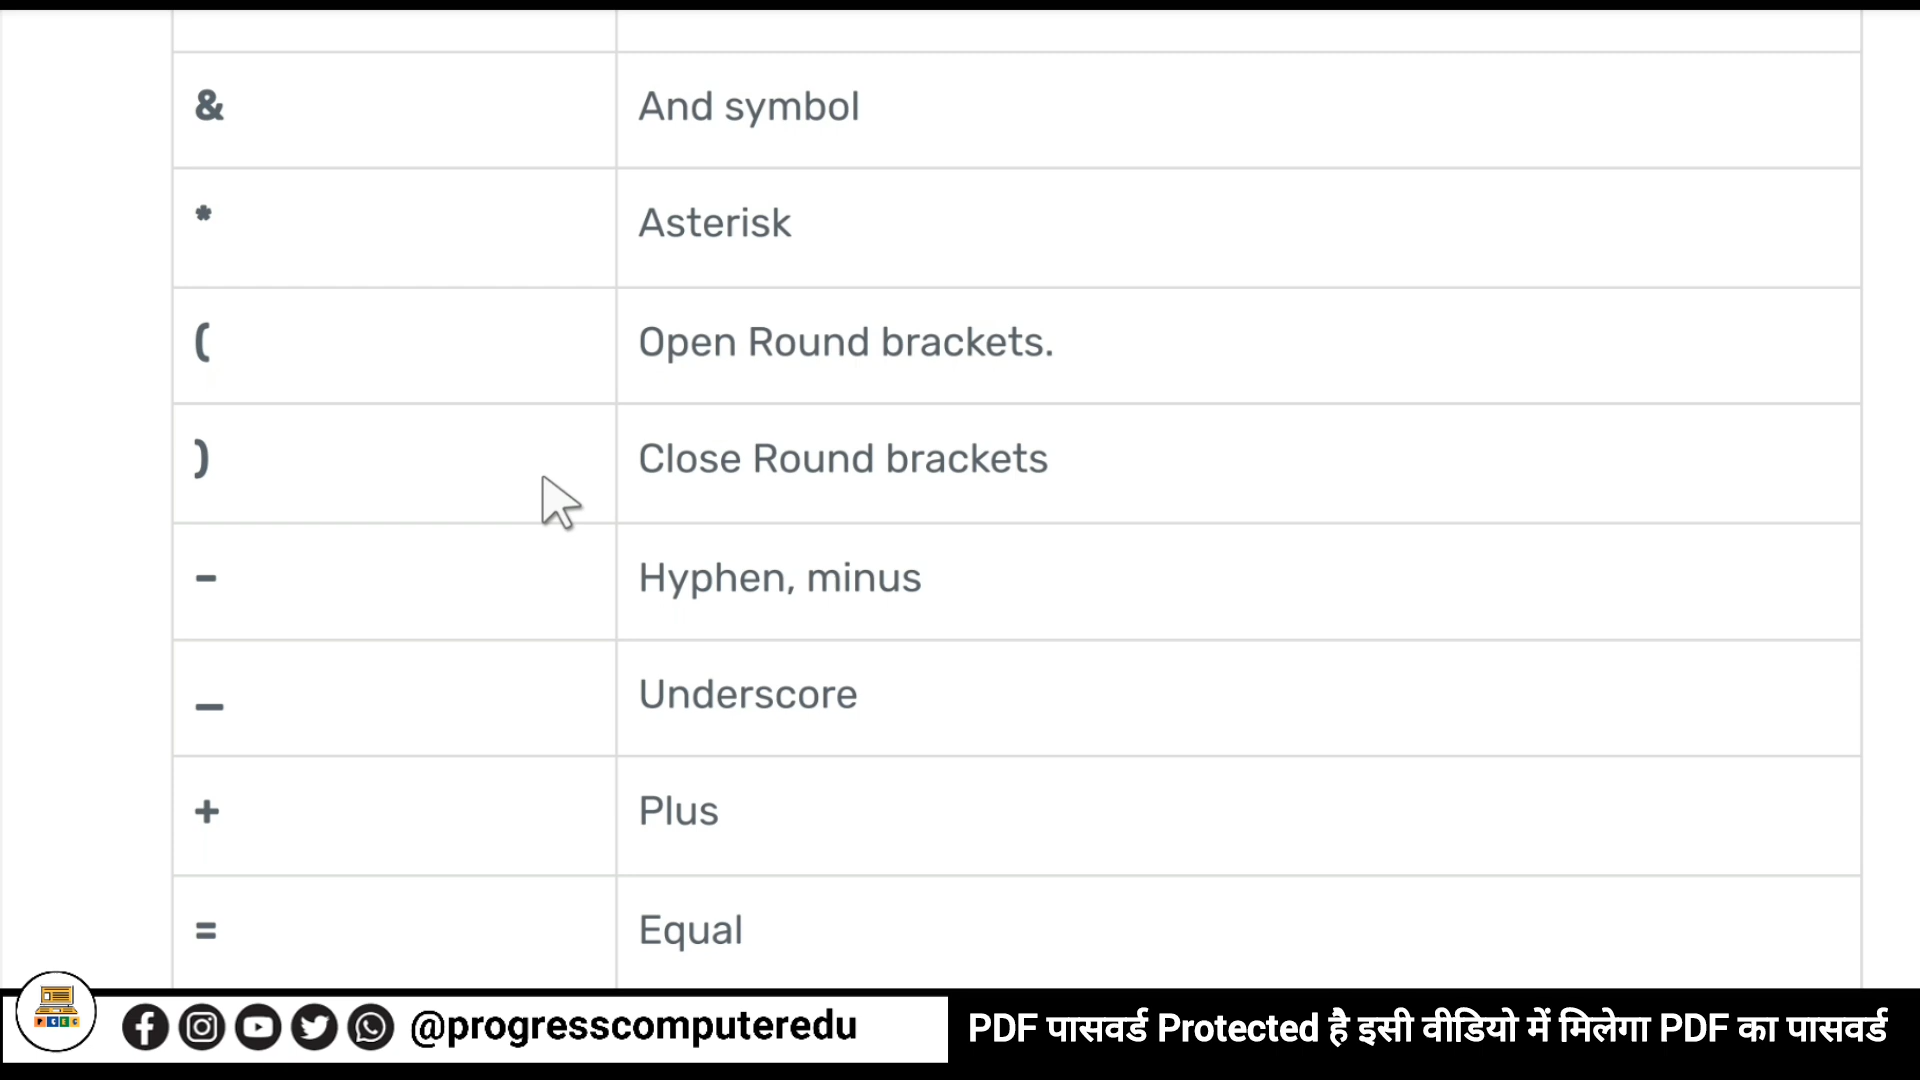 & And symbol
* Asterisk
( Open Round brackets.
) Close Round brackets
- Hyphen, minus
_ Underscore
+ Plus
= Equal
PCEC
@progresscomputeredu
PDF पासवर्ड Protected है इसी वीडियो में मिलेगा PDF का पासवर्ड